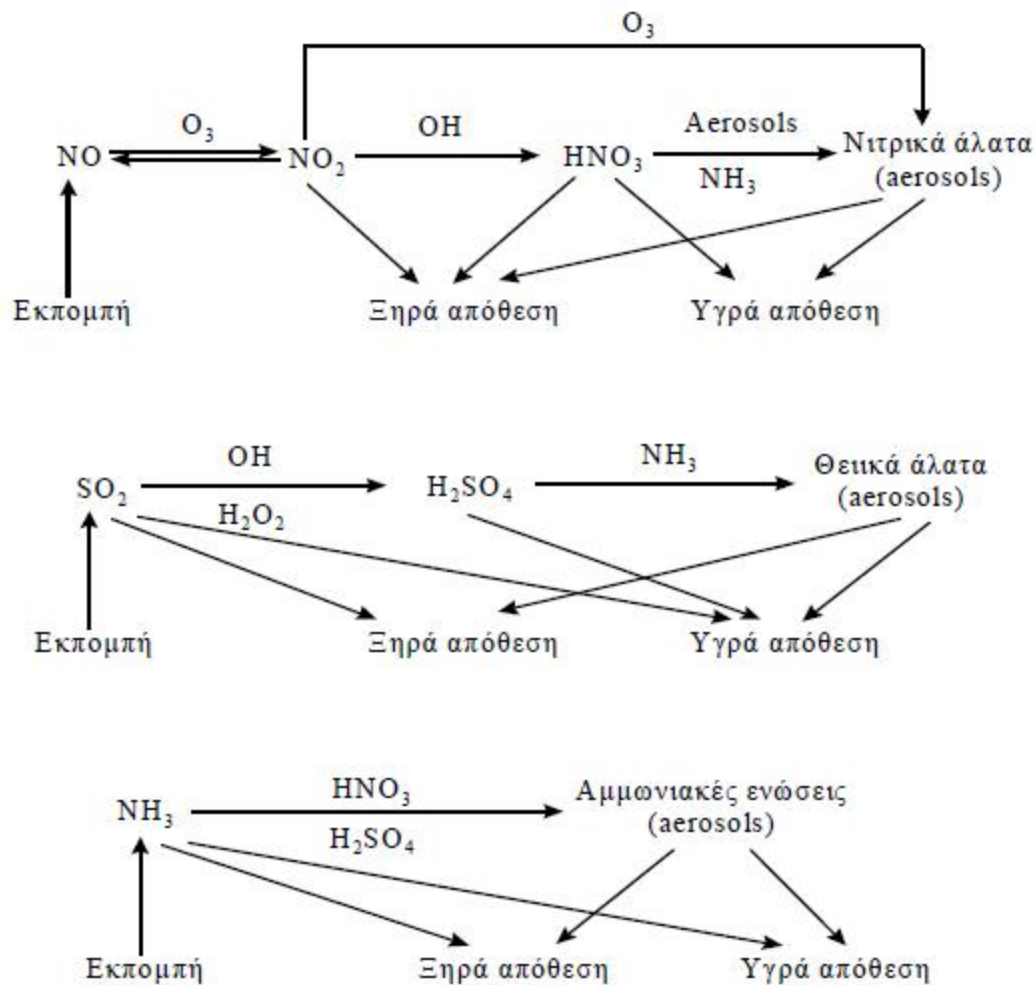 O₃
O₃
OH
Aerosols
NO
NO₂
HNO₃
NH₃
Νιτρικά άλατα
(aerosols)
Εκπομπή
Ξηρά απόθεση
Υγρά απόθεση
OH
NH₃
SO₂
H₂O₂
H₂SO₄
Θειικά άλατα
(aerosols)
Εκπομπή
Ξηρά απόθεση
Υγρά απόθεση
HNO₃
NH₃
H₂SO₄
Αμμωνιακές ενώσεις
(aerosols)
Εκπομπή
Ξηρά απόθεση
Υγρά απόθεση